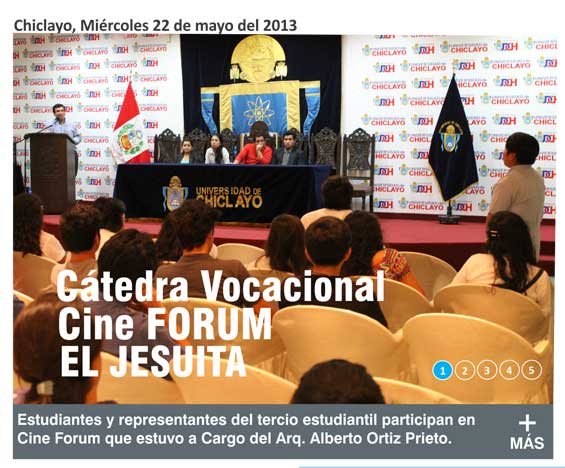 Chiclayo, Miércoles 22 de mayo del 2013
UNIVERSIDAD DE
CHICLAYO
Cátedra Vocacional
Cine FORUM
EL JESUITA
1 2 3 4 5
Estudiantes y representantes del tercio estudiantil participan en
Cine Forum que estuvo a Cargo del Arq. Alberto Ortiz Prieto.
+
MÁS